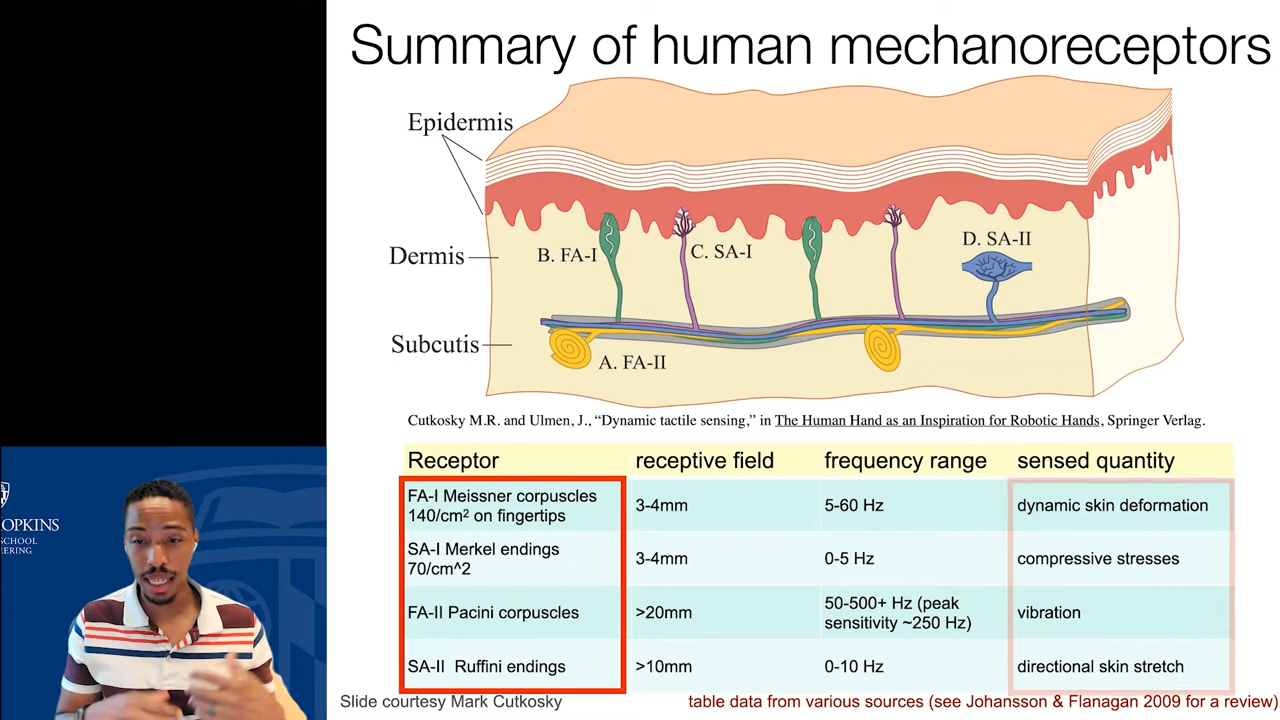 Summary of human mechanoreceptors
Epidermis
Dermis
Subcutis
B. FA-I
C. SA-I
D. SA-II
A. FA-II
Cutkosky M.R. and Ulmen, J., “Dynamic tactile sensing,” in The Human Hand as an Inspiration for Robotic Hands, Springer Verlag.
Receptor receptive field frequency range sensed quantity
FA-I Meissner corpuscles
140/cm² on fingertips
3-4mm
5-60 Hz
dynamic skin deformation
SA-I Merkel endings
70/cm^2
3-4mm
0-5 Hz
compressive stresses
FA-II Pacini corpuscles
>20mm
50-500+ Hz (peak
sensitivity ~250 Hz)
vibration
SA-II Ruffini endings
>10mm
0-10 Hz
directional skin stretch
Slide courtesy Mark Cutkosky
table data from various sources (see Johansson & Flanagan 2009 for a review)
OPKINS
SCHOOL
EERING